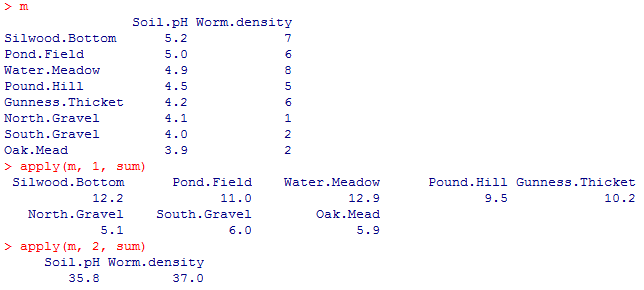 > m
Soil.pH Worm.density
Silwood.Bottom 5.2 7
Pond.Field 5.0 6
Water.Meadow 4.9 8
Pound.Hill 4.5 5
Gunness.Thicket 4.2 6
North.Gravel 4.1 1
South.Gravel 4.0 2
Oak.Mead 3.9 2
> apply(m, 1, sum)
Silwood.Bottom Pond.Field Water.Meadow Pound.Hill Gunness.Thicket
12.2 11.0 12.9 9.5 10.2
North.Gravel South.Gravel Oak.Mead
5.1 6.0 5.9
> apply(m, 2, sum)
Soil.pH Worm.density
35.8 37.0